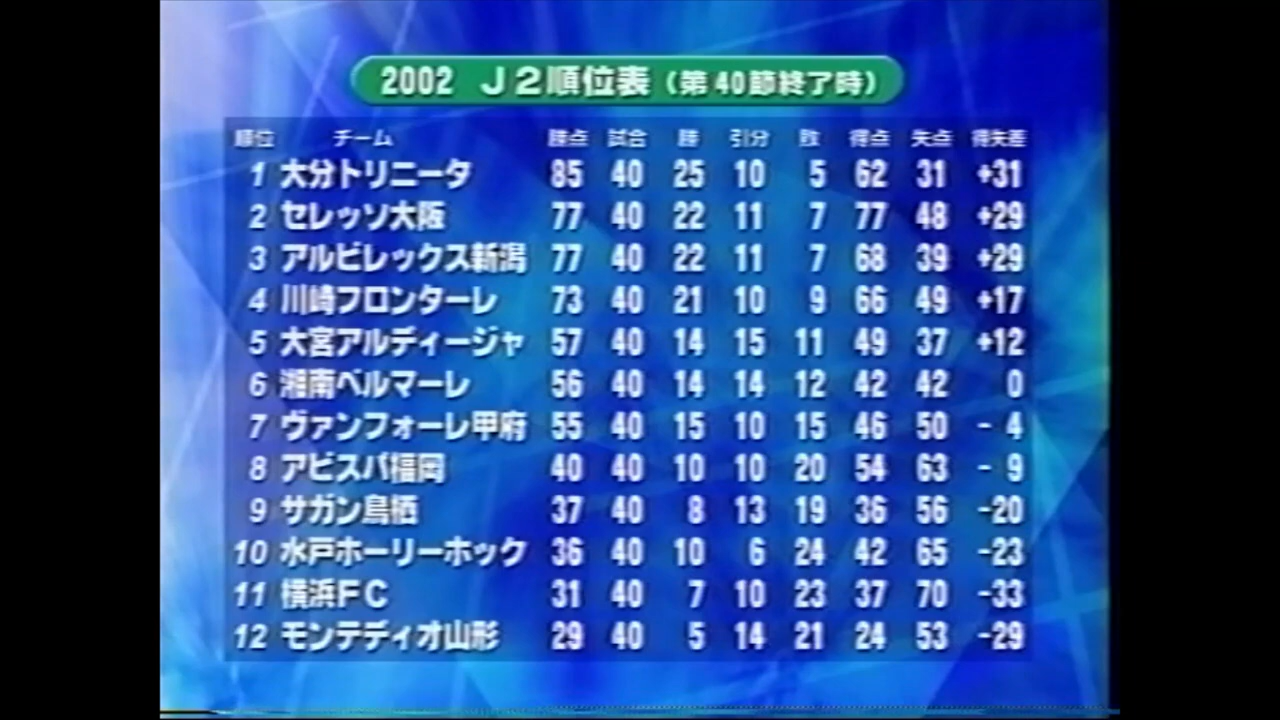 2002 J2順位表（第40節終了時）
順位 チーム 勝点 試合 勝 引分 敗 得点 失点 得失差
1 大分トリニータ 85 40 25 10 5 62 31 +31
2 セレッソ大阪 77 40 22 11 7 77 48 +29
3 アルビレックス新潟 77 40 22 11 7 68 39 +29
4 川崎フロンターレ 73 40 21 10 9 66 49 +17
5 大宮アルディージャ 57 40 14 15 11 49 37 +12
6 湘南ベルマーレ 56 40 14 14 12 42 42 0
7 ヴァンフォーレ甲府 55 40 15 10 15 46 50 - 4
8 アビスパ福岡 40 40 10 10 20 54 63 - 9
9 サガン鳥栖 37 40 8 13 19 36 56 -20
10 水戸ホーリーホック 36 40 10 6 24 42 65 -23
11 横浜FC 31 40 7 10 23 37 70 -33
12 モンテディオ山形 29 40 5 14 21 24 53 -29